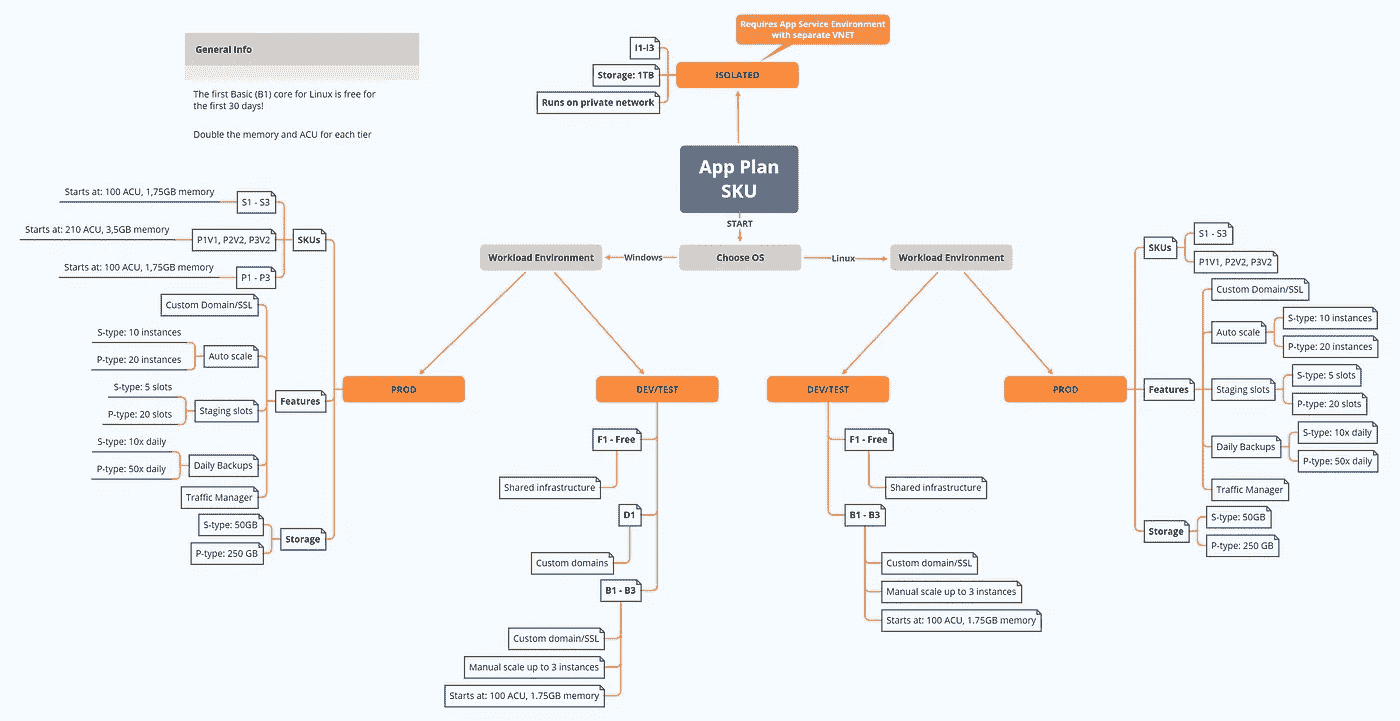 Requires App Service Environment
with separate VNET
General Info
I1-I3
Storage: 1TB
ISOLATED
Runs on private network
The first Basic (B1) core for Linux is free for
the first 30 days!
Double the memory and ACU for each tier
App Plan
SKU
START
Workload Environment
Windows
Choose OS
Linux
Workload Environment
Starts at: 100 ACU, 1,75GB memory
S1 - S3
Starts at: 210 ACU, 3,5GB memory
P1V1, P2V2, P3V2
SKUs
Starts at: 100 ACU, 1,75GB memory
P1 - P3
Custom Domain/SSL
S-type: 10 instances
Auto scale
P-type: 20 instances
S-type: 5 slots
Staging slots
P-type: 20 slots
Features
S-type: 10x daily
Daily Backups
P-type: 50x daily
Traffic Manager
S-type: 50GB
Storage
P-type: 250 GB
PROD
DEV/TEST
F1 - Free
Shared infrastructure
D1
Custom domains
B1 - B3
Custom domain/SSL
Manual scale up to 3 instances
Starts at: 100 ACU, 1.75GB memory
DEV/TEST
F1 - Free
Shared infrastructure
B1 - B3
Custom domain/SSL
Manual scale up to 3 instances
Starts at: 100 ACU, 1.75GB memory
PROD
SKUs
S1 - S3
P1V1, P2V2, P3V2
Features
Custom Domain/SSL
Auto scale
S-type: 10 instances
P-type: 20 instances
Staging slots
S-type: 5 slots
P-type: 20 slots
Daily Backups
S-type: 10x daily
P-type: 50x daily
Traffic Manager
Storage
S-type: 50GB
P-type: 250 GB